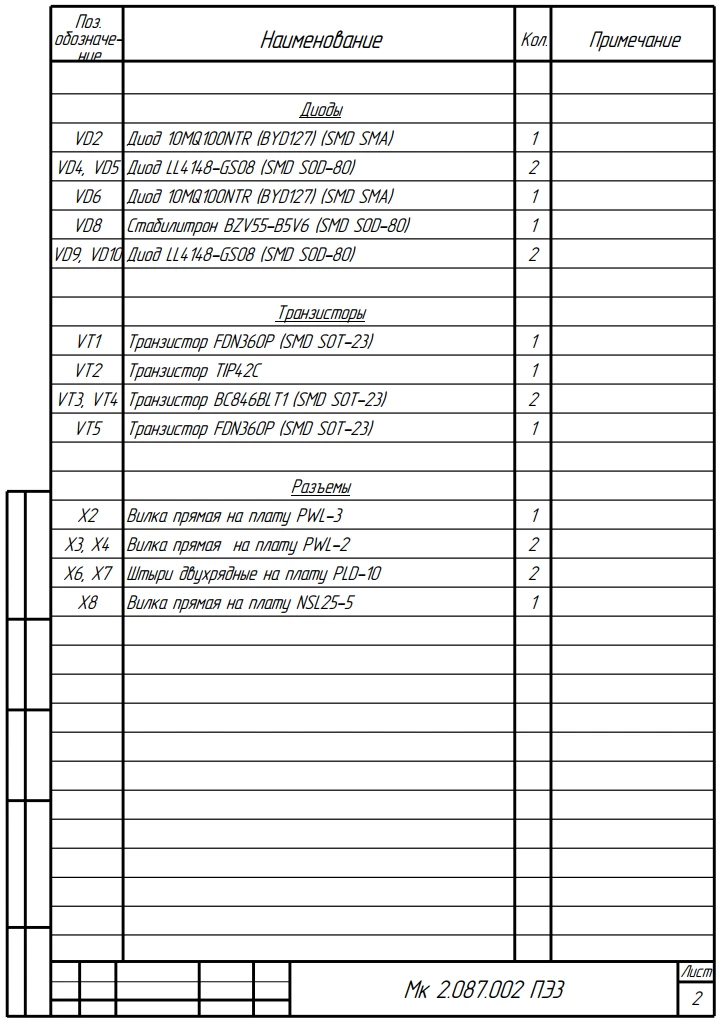 Поз. обозначе- ние Наименование Кол. Примечание
Диоды
VD2 Диод 10MQ100NTR (BYD127) (SMD SMA) 1
VD4, VD5 Диод LL4148-GS08 (SMD SOD-80) 2
VD6 Диод 10MQ100NTR (BYD127) (SMD SMA) 1
VD8 Стабилитрон BZV55-B5V6 (SMD SOD-80) 1
VD9, VD10 Диод LL4148-GS08 (SMD SOD-80) 2
Транзисторы
VT1 Транзистор FDN360P (SMD SOT-23) 1
VT2 Транзистор TIP42C 1
VT3, VT4 Транзистор BC846BLT1 (SMD SOT-23) 2
VT5 Транзистор FDN360P (SMD SOT-23) 1
Разъемы
X2 Вилка прямая на плату PWL-3 1
X3, X4 Вилка прямая на плату PWL-2 2
X6, X7 Штыри двухрядные на плату PLD-10 2
X8 Вилка прямая на плату NSL25-5 1
Мк 2.087.002 ПЭ3
Лист
2